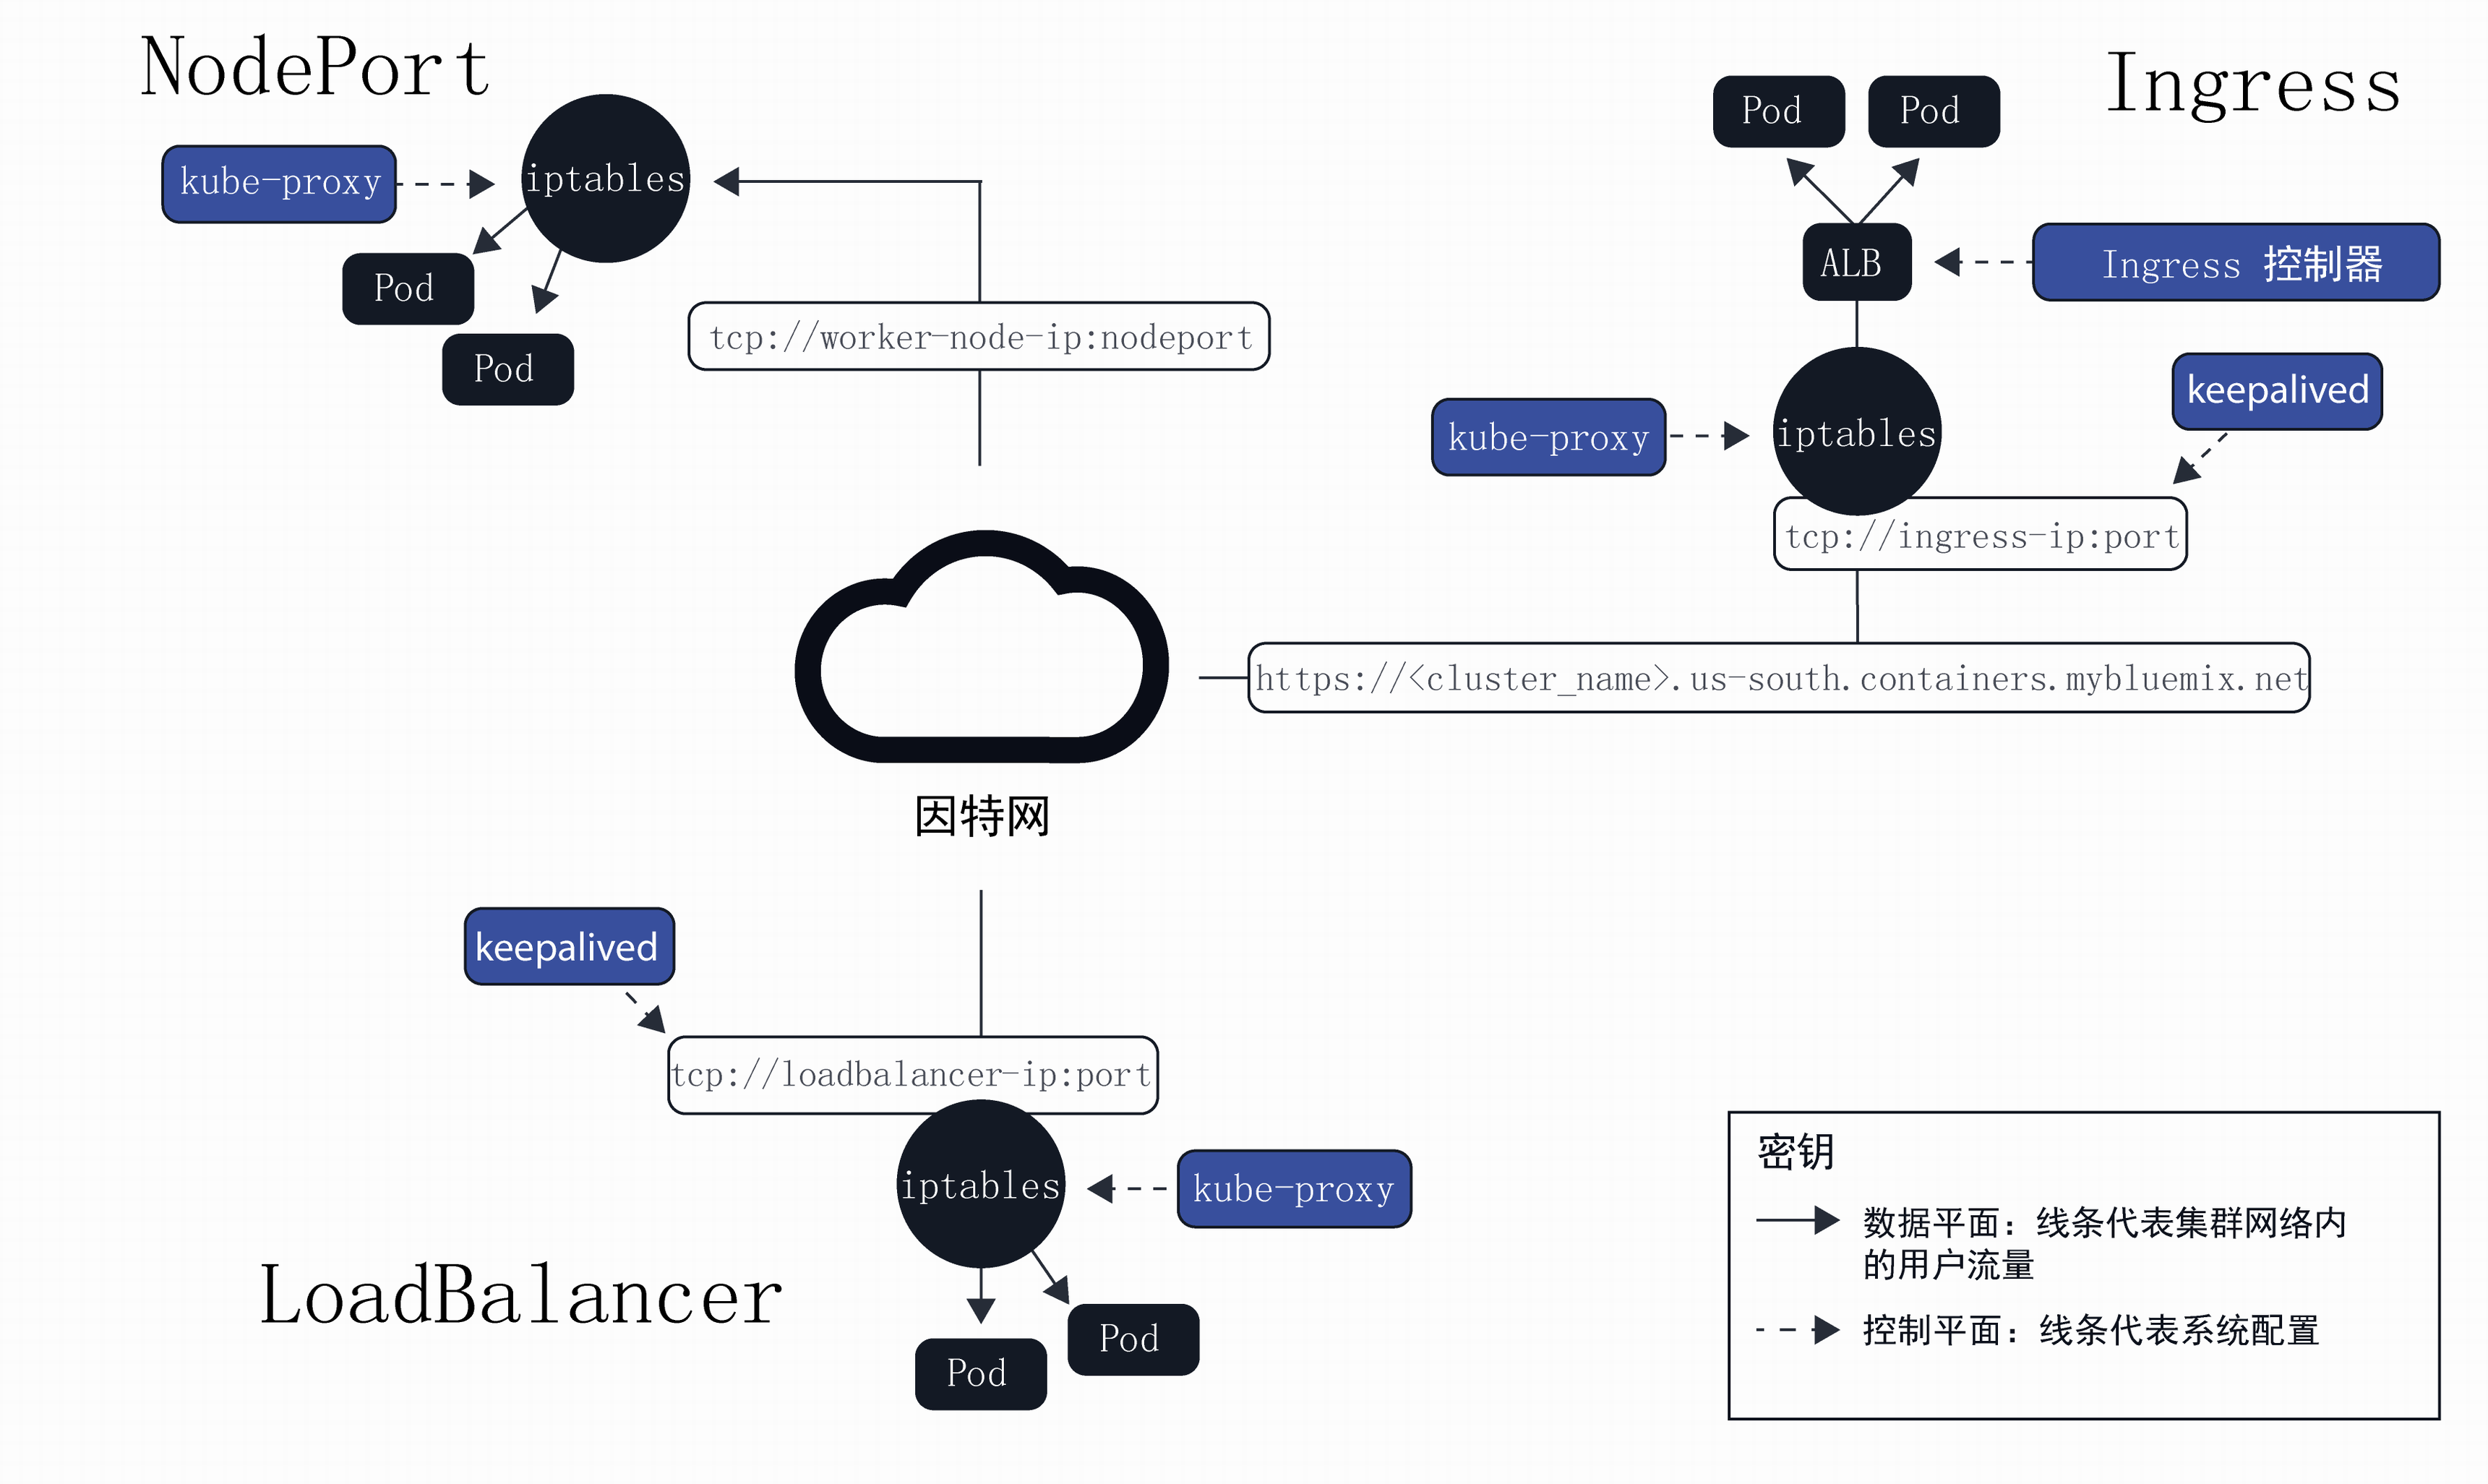 NodePort
kube-proxy
iptables
Pod
Pod
tcp://worker-node-ip:nodeport
Ingress
Pod
Pod
ALB
Ingress 控制器
kube-proxy
iptables
keepalived
tcp://ingress-ip:port
https://<cluster_name>.us-south.containers.mybluemix.net
因特网
keepalived
tcp://loadbalancer-ip:port
iptables
kube-proxy
LoadBalancer
Pod
Pod
密钥
数据平面：线条代表集群网络内
的用户流量
控制平面：线条代表系统配置